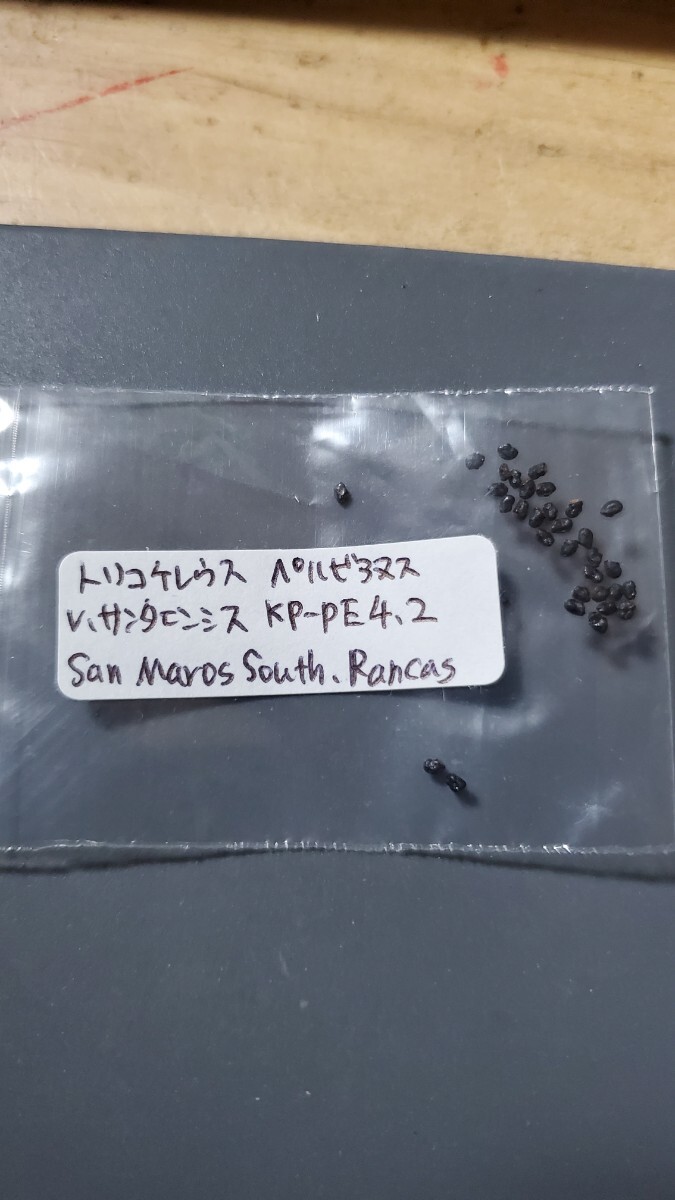 トリコケレウス ペルビアヌス
V.サンタエンシス KP-PE4.2
San Maros South.Rancas